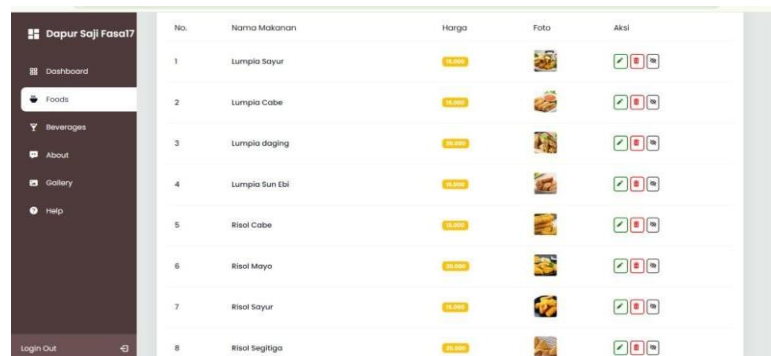 Dapur Saji Fasa17
Dashboard
Foods
Beverages
About
Gallery
Help
Login Out
No. Nama Makanan Harga Foto Aksi
1 Lumpia Sayur
2 Lumpia Cabe
3 Lumpia daging
4 Lumpia Sun Ebi
5 Risol Cabe
6 Risol Mayo
7 Risol Sayur
8 Risol Segitiga